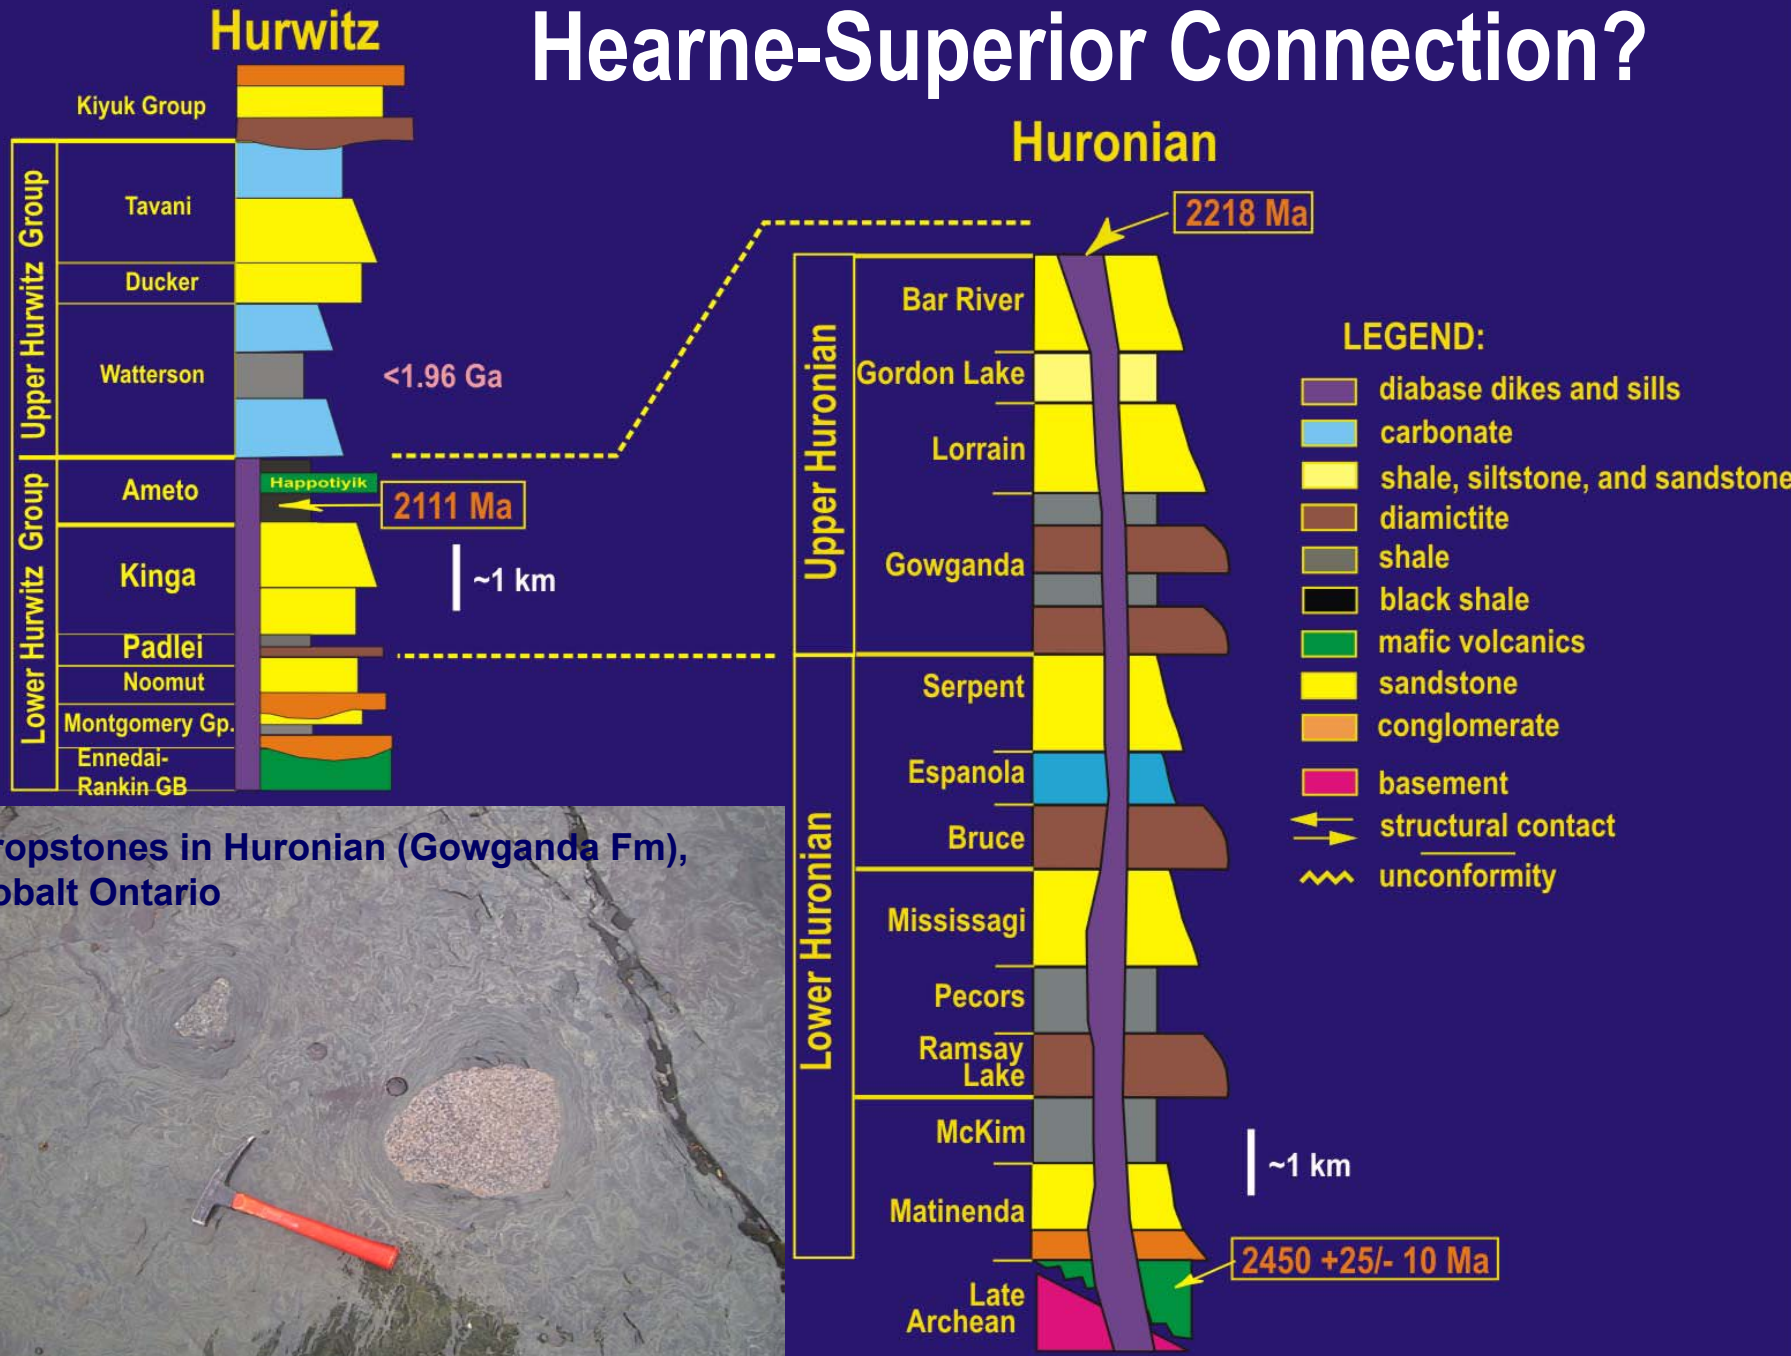 Hearne-Superior Connection?
Hurwitz
Kiyuk Group
Upper Hurwitz Group
Tavani
Ducker
Watterson
<1.96 Ga
Lower Hurwitz Group
Ameto
Happotiyik
2111 Ma
Kinga
~1 km
Padlei
Noomut
Montgomery Gp.
Ennedai-
Rankin GB
ropstones in Huronian (Gowganda Fm),
obalt Ontario
Huronian
2218 Ma
Upper Huronian
Bar River
Gordon Lake
Lorrain
Gowganda
Lower Huronian
Serpent
Espanola
Bruce
Mississagi
Pecors
Ramsay
Lake
McKim
Matinenda
~1 km
2450 +25/- 10 Ma
Late
Archean
LEGEND:
diabase dikes and sills
carbonate
shale, siltstone, and sandstone
diamictite
shale
black shale
mafic volcanics
sandstone
conglomerate
basement
structural contact
unconformity